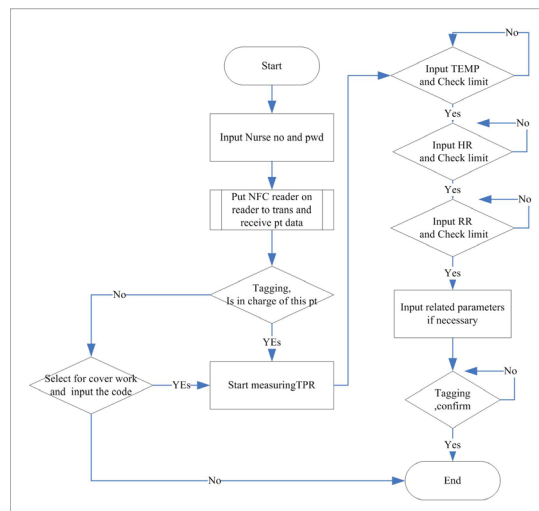 Start
Input Nurse no and pwd
Put NFC reader on
reader to trans and
receive pt data
Tagging,
Is in charge of this pt
No
YEs
Select for cover work
and input the code
YEs
Start measuringTPR
No
Input TEMP
and Check limit
No
Yes
Input HR
and Check limit
No
Yes
Input RR
and Check limit
No
Yes
Input related parameters
if necessary
Tagging
,confirm
No
Yes
End